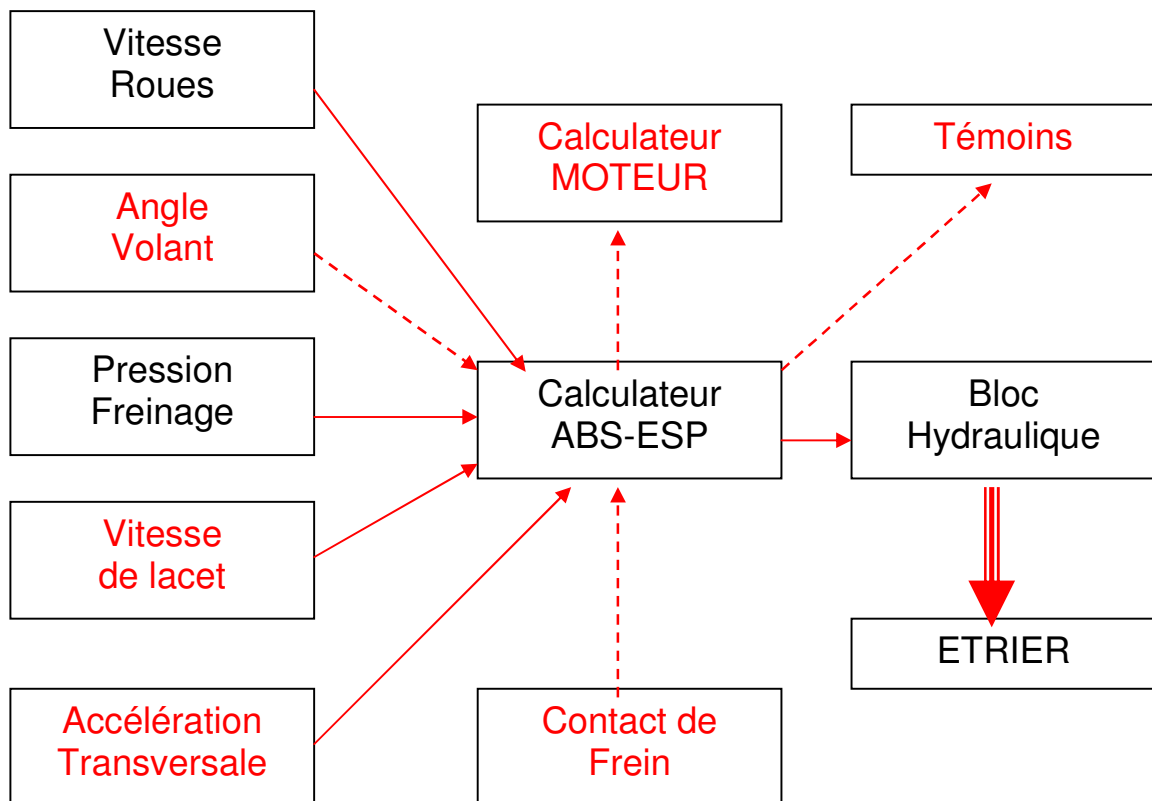 Vitesse
Roues
Calculateur
MOTEUR
Témoins
Angle
Volant
Pression
Freinage
Calculateur
ABS-ESP
Bloc
Hydraulique
Vitesse
de lacet
ETRIER
Accélération
Transversale
Contact de
Frein